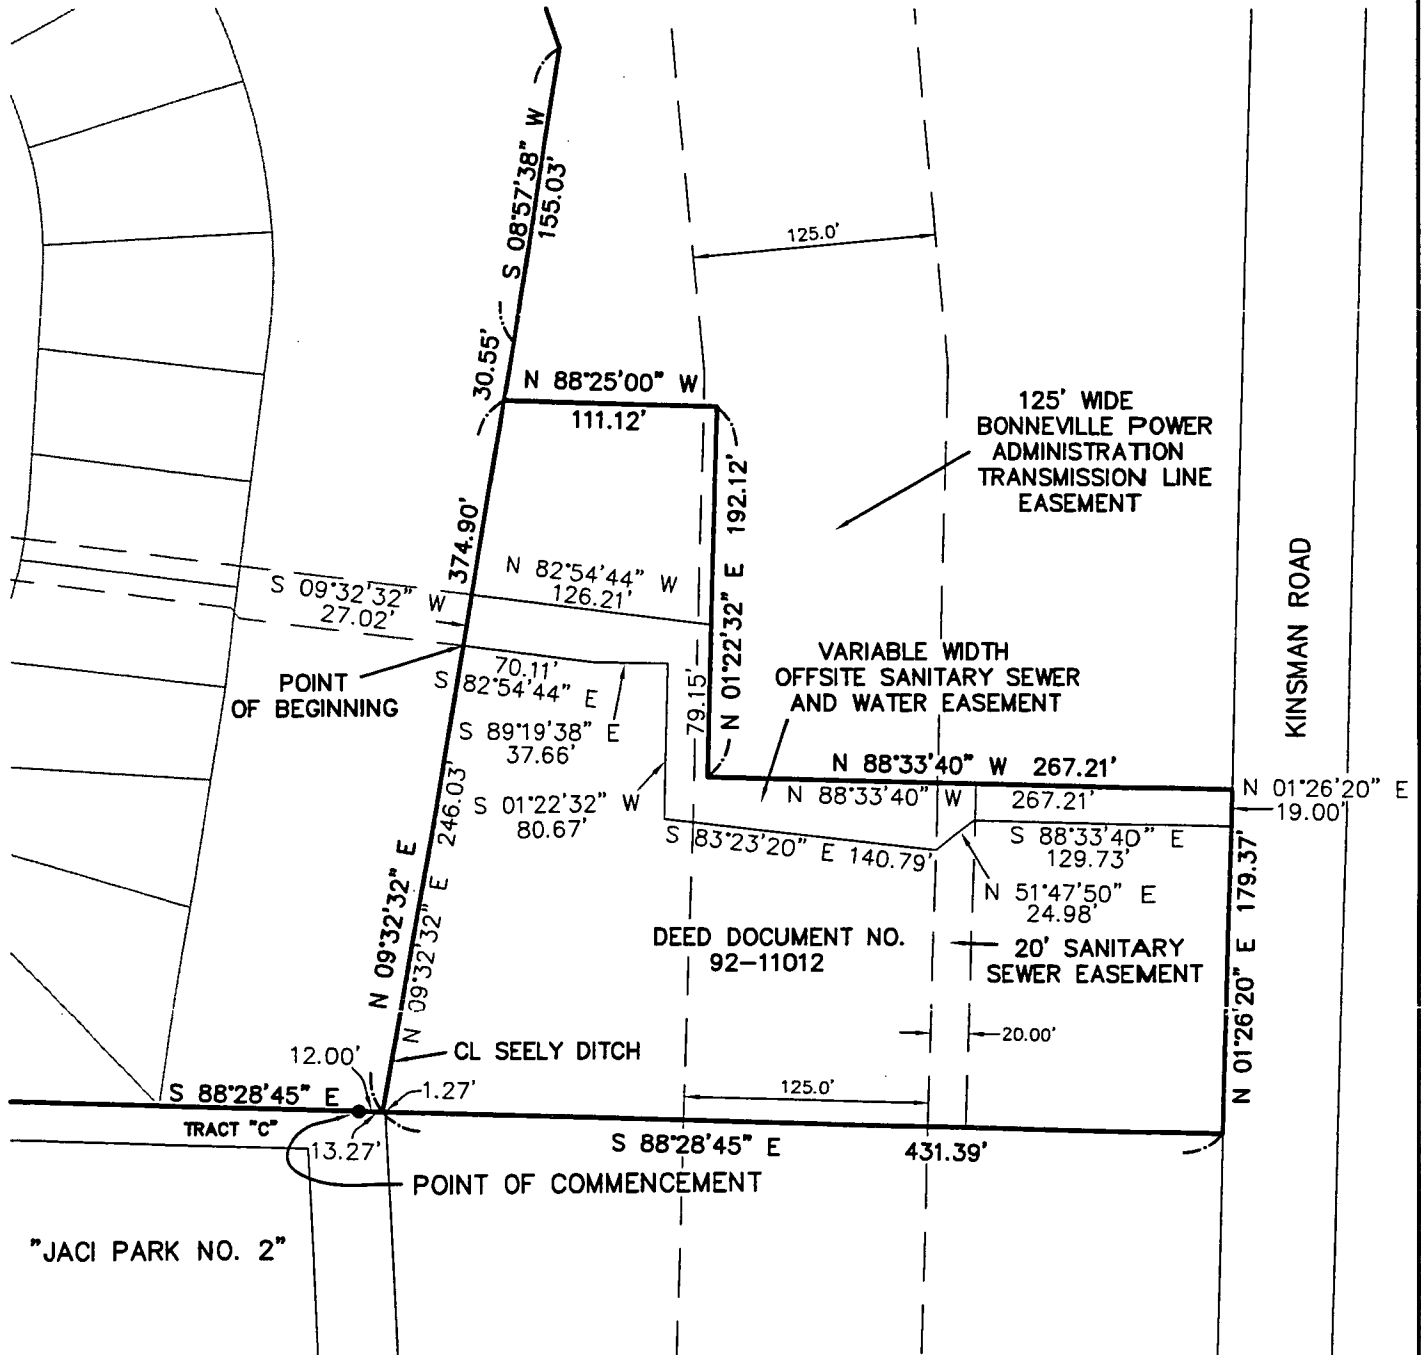 S 08°57'38" W
155.03'
125.0'
30.55'
N 88°25'00" W
111.12'
125' WIDE
BONNEVILLE POWER
ADMINISTRATION
TRANSMISSION LINE
EASEMENT
N 01°22'32" E 192.12'
374.90'
N 82°54'44" W
126.21'
S 09°32'32" W
27.02'
KINSMAN ROAD
POINT
OF BEGINNING
70.11'
S 82°54'44" E
S 89°19'38" E
37.66'
79.15'
VARIABLE WIDTH
OFFSITE SANITARY SEWER
AND WATER EASEMENT
S 01°22'32" W
80.67'
N 88°33'40" W 267.21'
N 88°33'40" W 267.21'
N 01°26'20" E
19.00'
S 83°23'20" E 140.79'
S 88°33'40" E
129.73'
N 51°47'50" E
24.98'
N 09°32'32" E
N 09°32'32" E 246.03'
DEED DOCUMENT NO.
92-11012
20' SANITARY
SEWER EASEMENT
N 01°26'20" E 179.37'
20.00'
CL SEELY DITCH
12.00'
1.27'
125.0'
S 88°28'45" E
TRACT "C"
13.27'
S 88°28'45" E
431.39'
POINT OF COMMENCEMENT
"JACI PARK NO. 2"